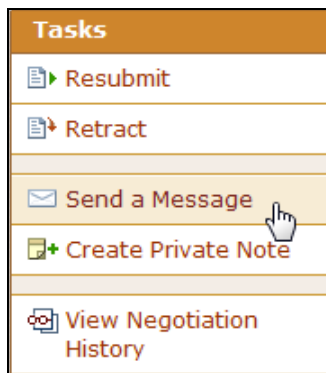 Tasks
Resubmit
Retract
Send a Message
Create Private Note
View Negotiation
History